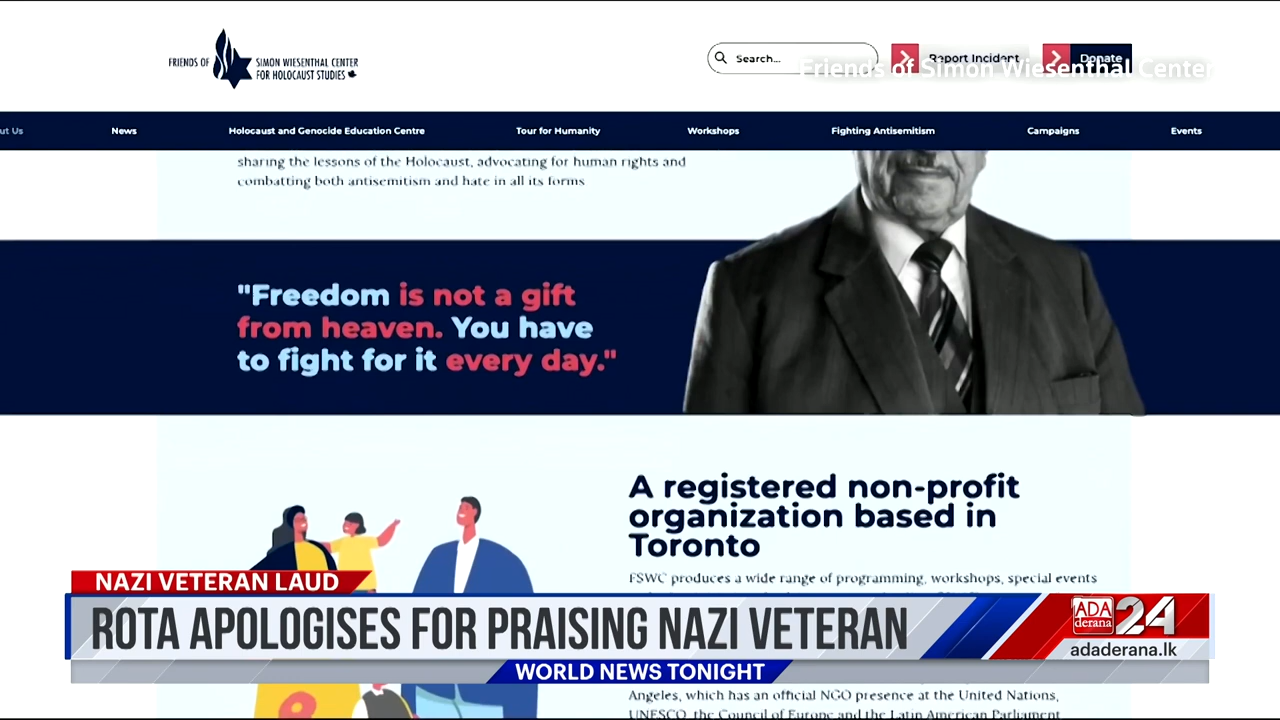 FRIENDS OF SIMON WIESENTHAL CENTER
FOR HOLOCAUST STUDIES
Search...
Report Incident
Donate
Friends of Simon Wiesenthal Center
ut Us
News
Holocaust and Genocide Education Centre
Tour for Humanity
Workshops
Fighting Antisemitism
Campaigns
Events
sharing the lessons of the Holocaust, advocating for human rights and
combatting both antisemitism and hate in all its forms
"Freedom is not a gift
from heaven. You have
to fight for it every day."
A registered non-profit
organization based in
Toronto
FSWC produces a wide range of programming, workshops, special events
NAZI VETERAN LAUD
ROTA APOLOGISES FOR PRAISING NAZI VETERAN
ADA
derana
24
adaderana.lk
WORLD NEWS TONIGHT
Angeles, which has an official NGO presence at the United Nations,
UNESCO, the Council of Europe and the Latin American Parliament